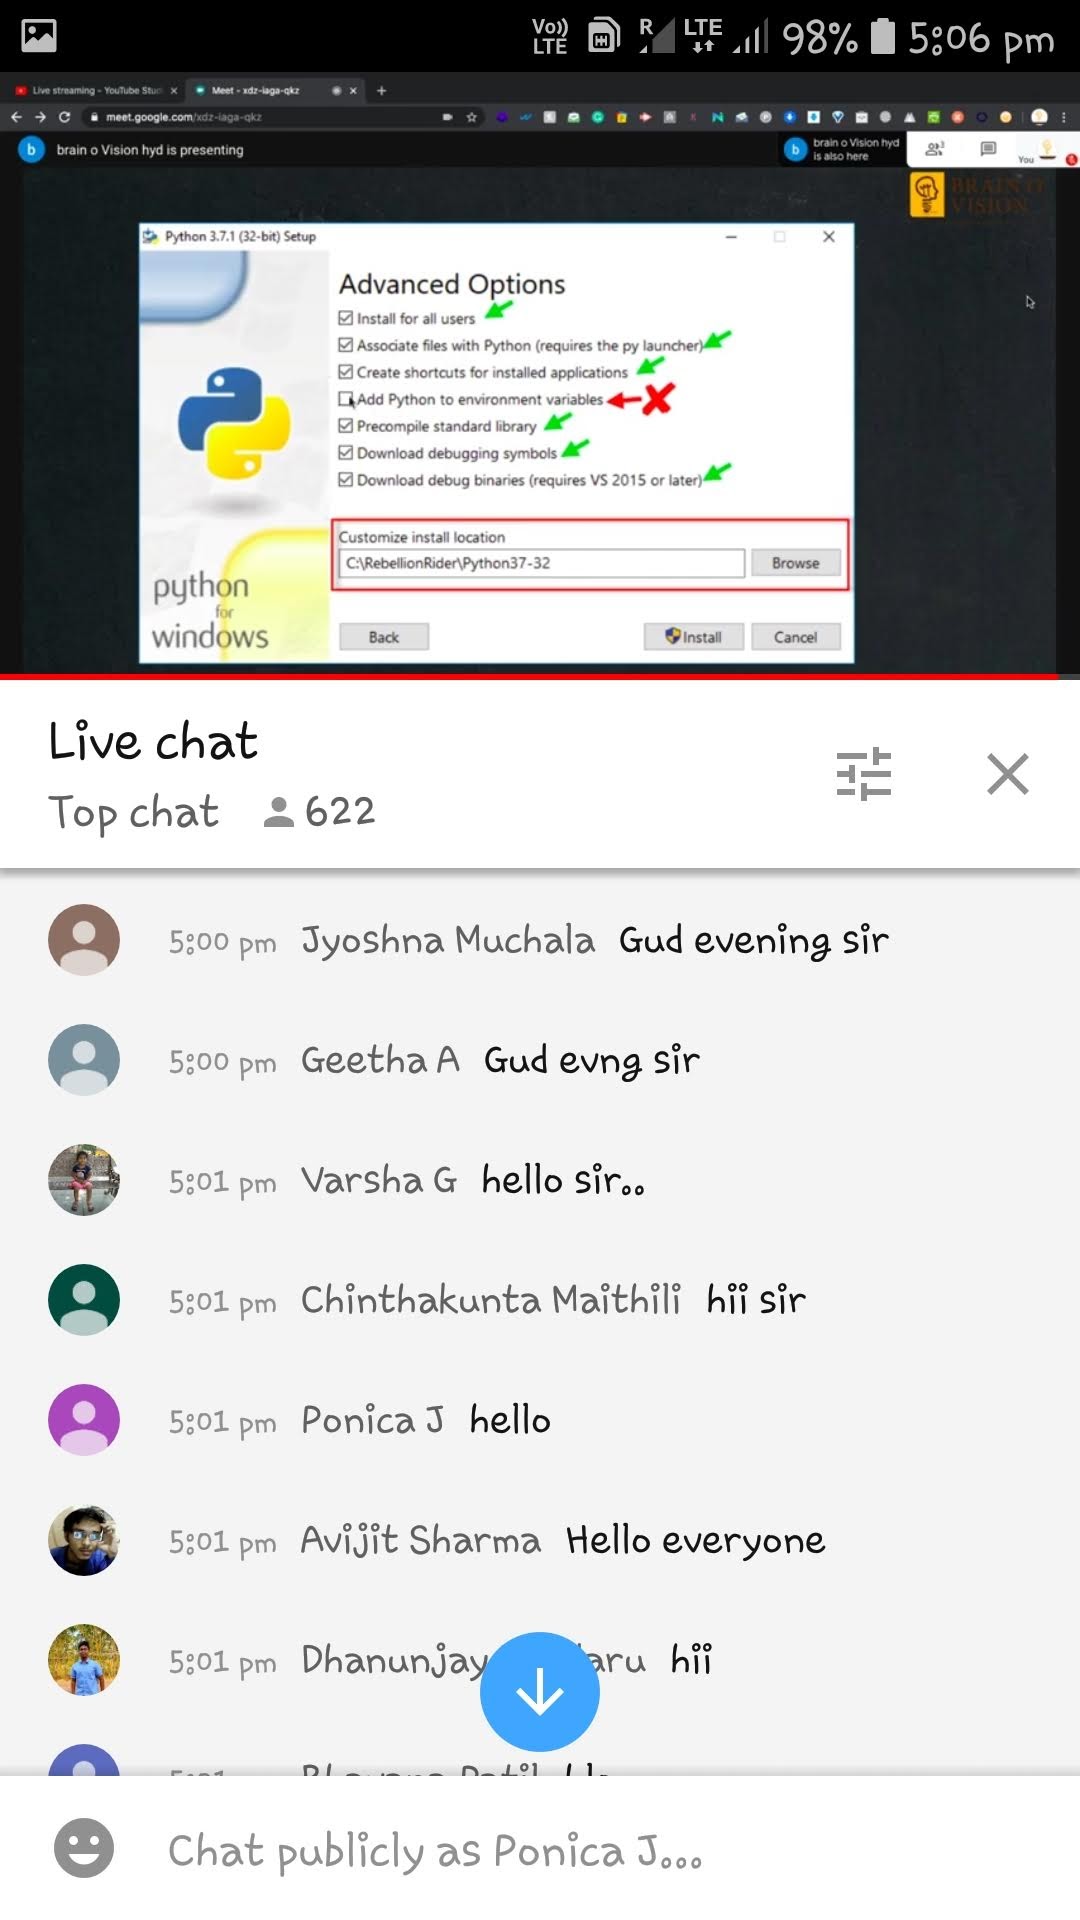 Vo)) LTE R LTE 98% 5:06 pm
Live streaming - YouTube Stu
Meet - xdz-iaga-qkz
meet.google.com/xdz-iaga-qkz
b brain o Vision hyd is presenting
b brain o Vision hyd
is also here
3
You
BRAIN O
VISION
Python 3.7.1 (32-bit) Setup
Advanced Options
Install for all users
Associate files with Python (requires the py launcher)
Create shortcuts for installed applications
Add Python to environment variables
Precompile standard library
Download debugging symbols
Download debug binaries (requires VS 2015 or later)
Customize install location
C:\RebellionRider\Python37-32
Browse
python
for
windows
Back
Install
Cancel
Live chat
Top chat 622
5:00 pm Jyoshna Muchala Gud evening sir
5:00 pm Geetha A Gud evng sir
5:01 pm Varsha G hello sir..
5:01 pm Chinthakunta Maithili hii sir
5:01 pm Ponica J hello
5:01 pm Avijit Sharma Hello everyone
5:01 pm Dhanunjay aru hii
Chat publicly as Ponica J...